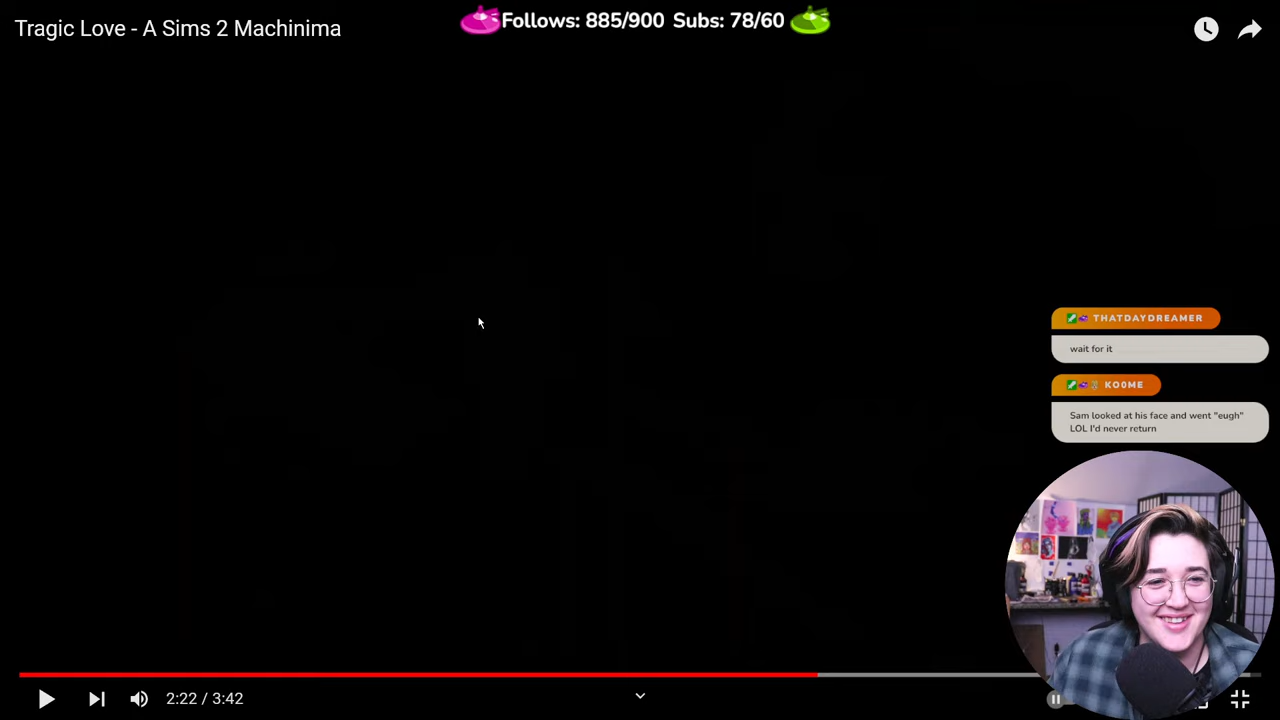 Tragic Love - A Sims 2 Machinima
Follows: 885/900 Subs: 78/60
THATDAYDREAMER
wait for it
KO0ME
Sam looked at his face and went "eugh"
LOL I'd never return
2:22 / 3:42